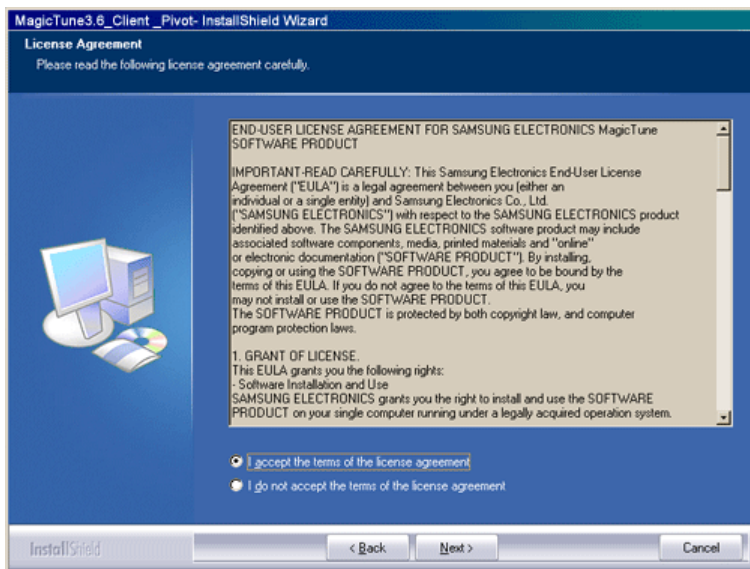 MagicTune3.6_Client _Pivot- InstallShield Wizard
License Agreement
Please read the following license agreement carefully.
END-USER LICENSE AGREEMENT FOR SAMSUNG ELECTRONICS MagicTune
SOFTWARE PRODUCT
IMPORTANT-READ CAREFULLY: This Samsung Electronics End-User License
Agreement ("EULA") is a legal agreement between you (either an
individual or a single entity) and Samsung Electronics Co., Ltd.
("SAMSUNG ELECTRONICS") with respect to the SAMSUNG ELECTRONICS product
identified above. The SAMSUNG ELECTRONICS software product may include
associated software components, media, printed materials and "online"
or electronic documentation ("SOFTWARE PRODUCT"). By installing,
copying or using the SOFTWARE PRODUCT, you agree to be bound by the
terms of this EULA. If you do not agree to the terms of this EULA, you
may not install or use the SOFTWARE PRODUCT.
The SOFTWARE PRODUCT is protected by both copyright law, and computer
program protection laws.
1. GRANT OF LICENSE.
This EULA grants you the following rights:
- Software Installation and Use
SAMSUNG ELECTRONICS grants you the right to install and use the SOFTWARE
PRODUCT on your single computer running under a legally acquired operation system.
I accept the terms of the license agreement
I do not accept the terms of the license agreement
InstallShield
< Back
Next >
Cancel